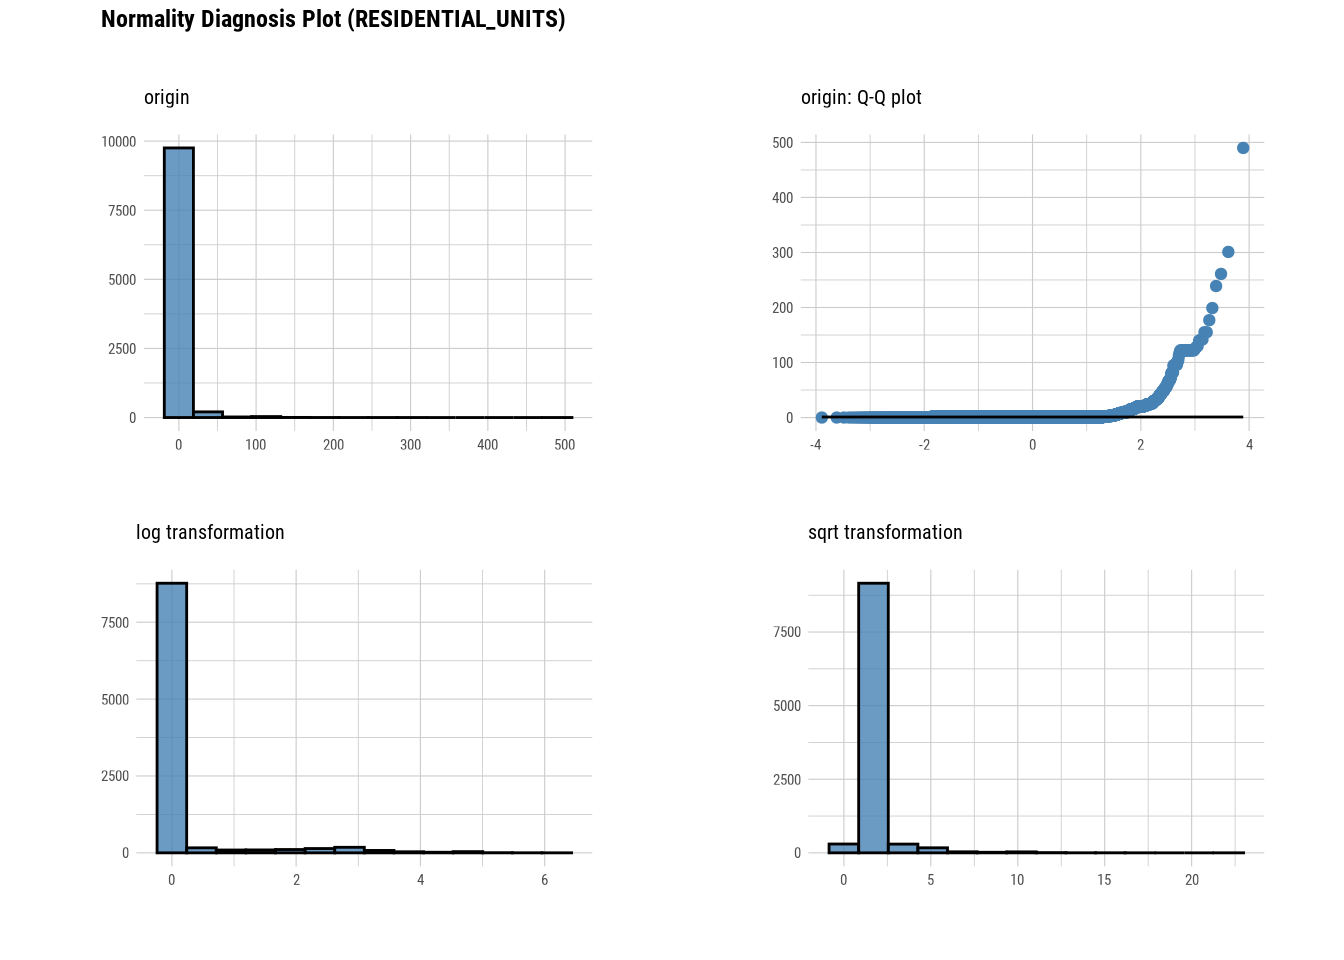 Normality Diagnosis Plot (RESIDENTIAL_UNITS)
origin
10000
7500
5000
2500
0
0 100 200 300 400 500
origin: Q-Q plot
500
400
300
200
100
0
-4 -2 0 2 4
log transformation
7500
5000
2500
0
0 2 4 6
sqrt transformation
7500
5000
2500
0
0 5 10 15 20